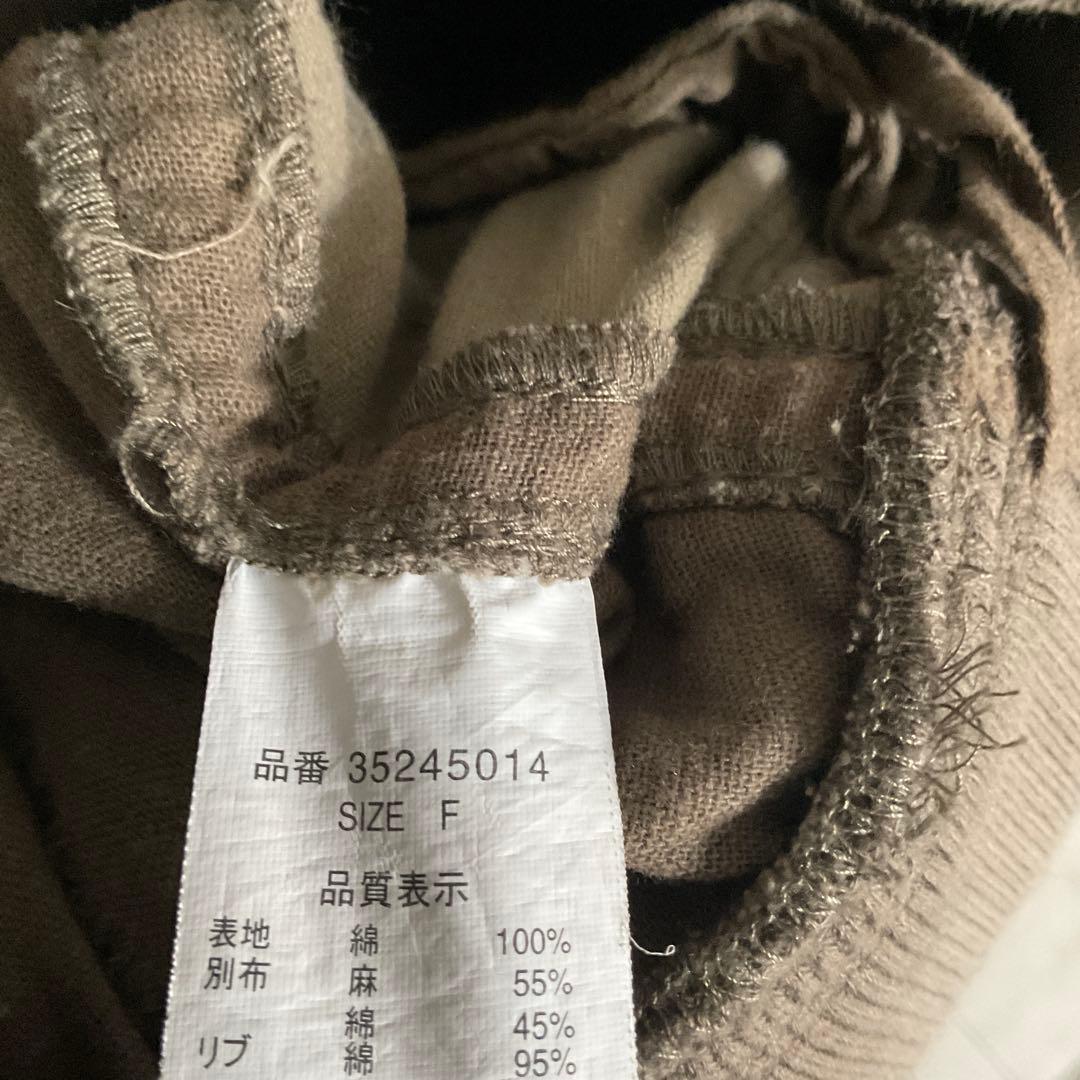 品番 35245014
SIZE F
品質表示
表地 綿 100%
別布 麻 55%
綿 45%
リブ 綿 95%